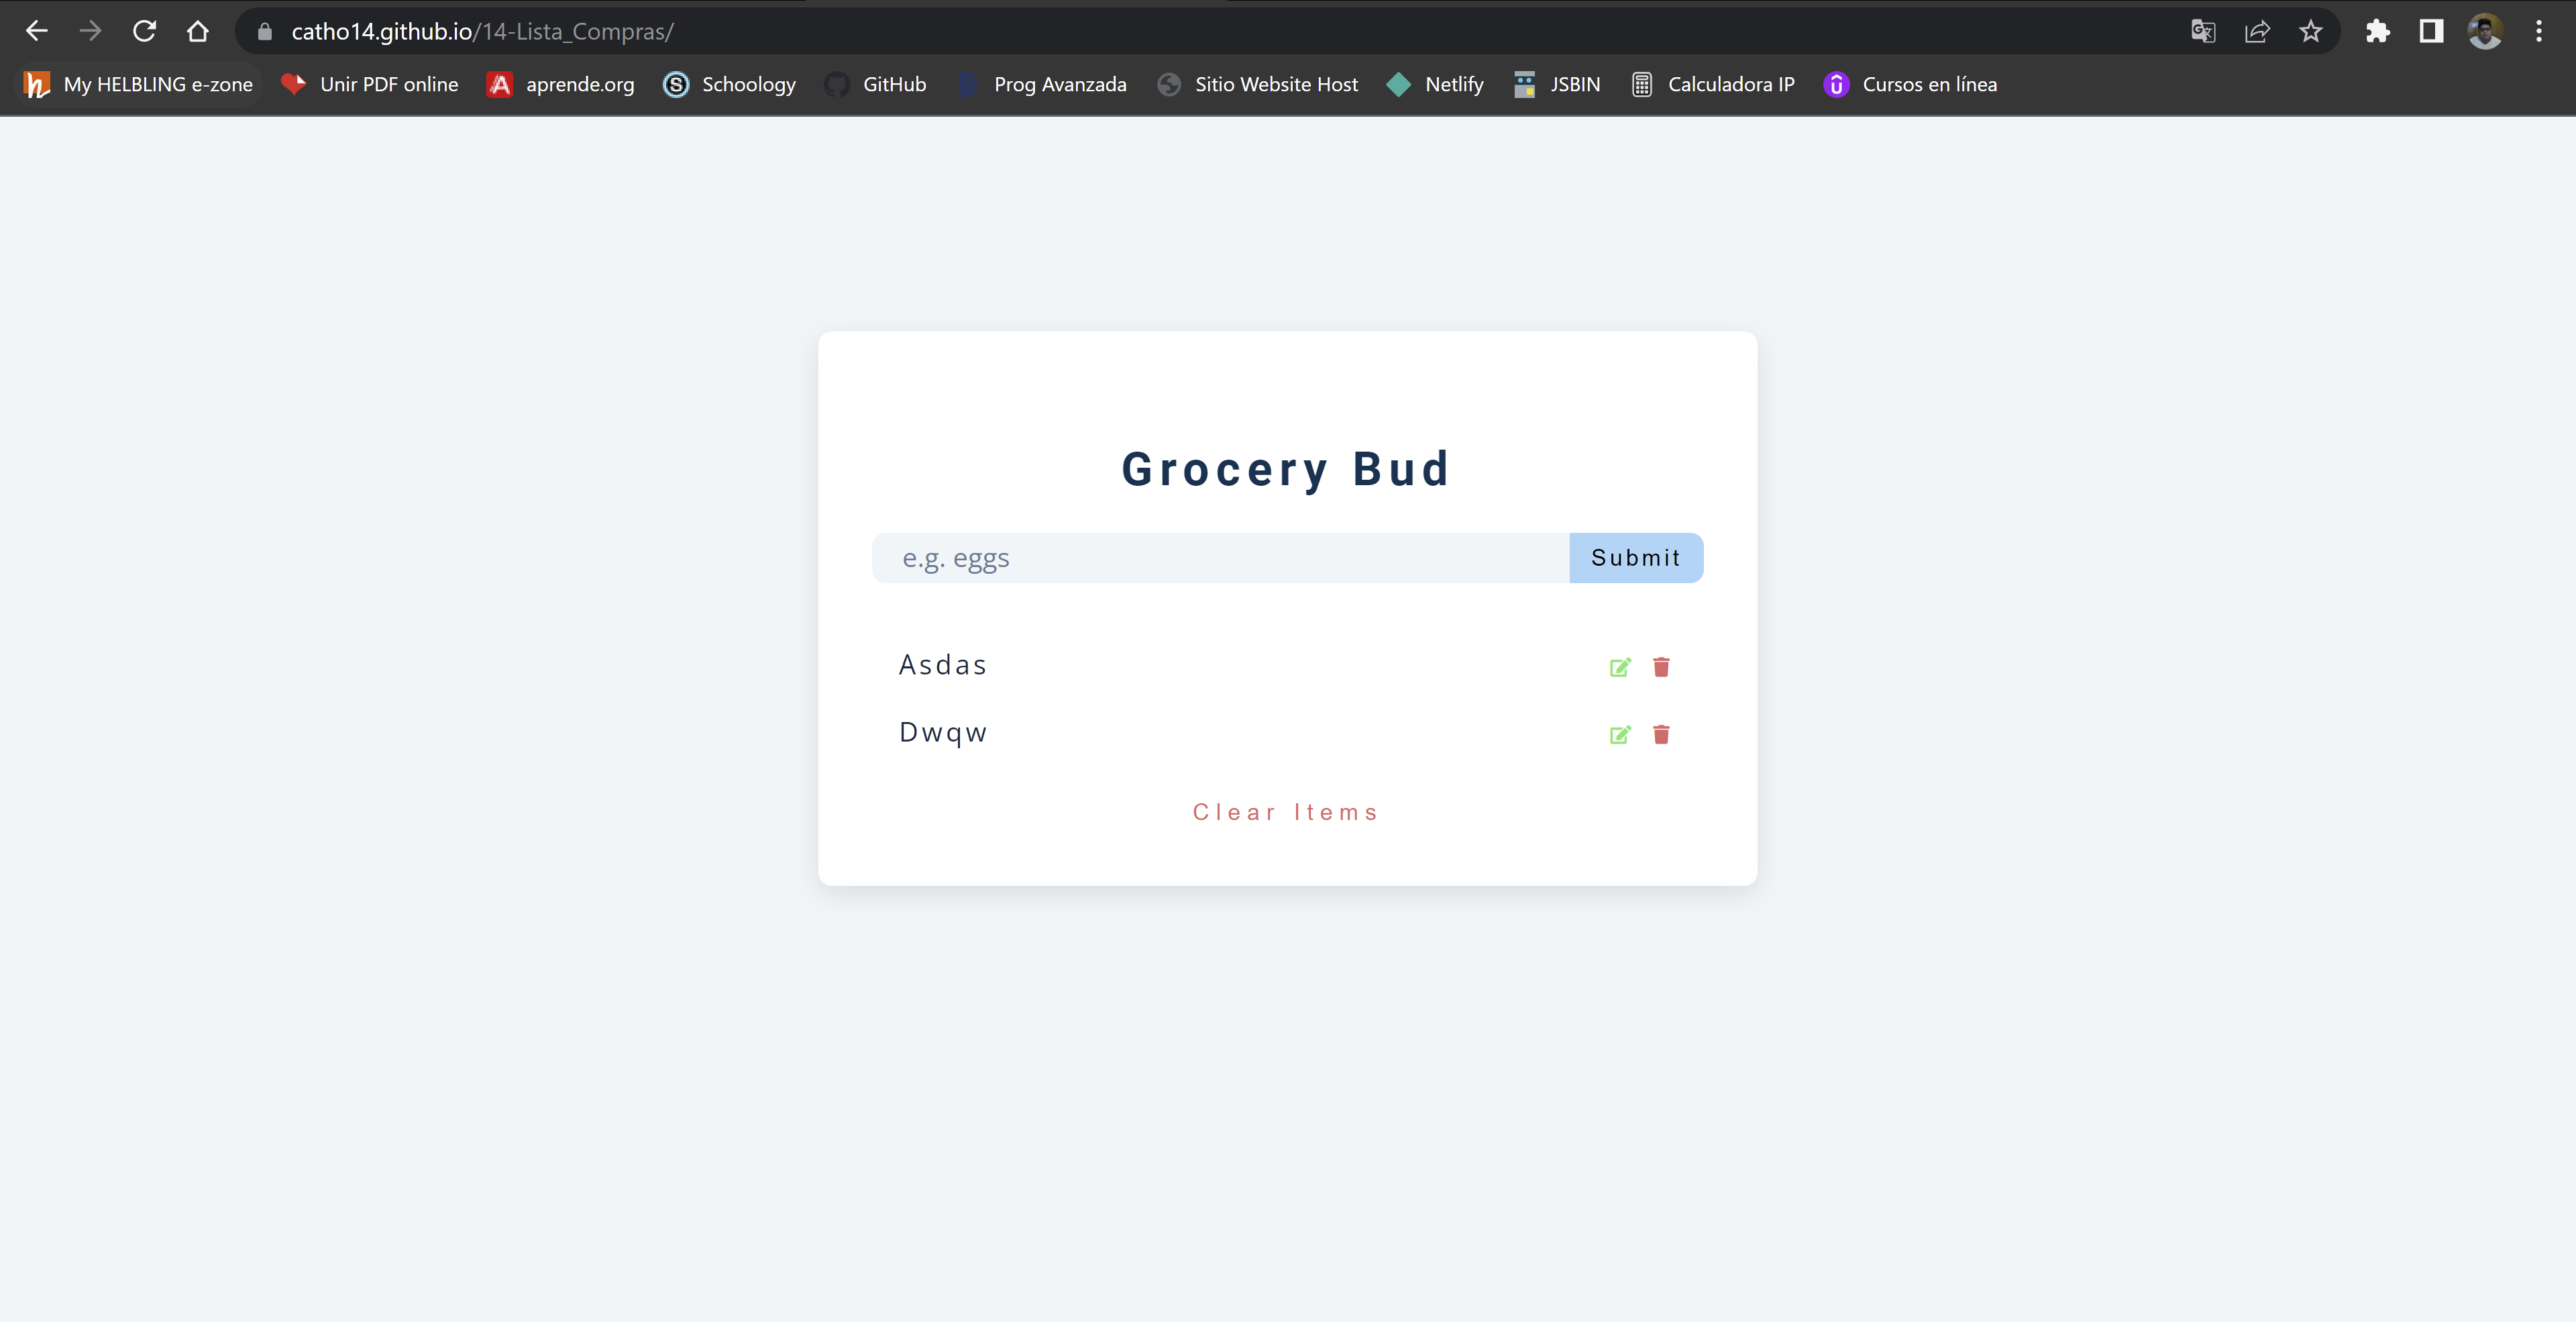 catho14.github.io/14-Lista_Compras/
My HELBLING e-zone Unir PDF online aprende.org Schoology GitHub Prog Avanzada Sitio Website Host Netlify JSBIN Calculadora IP Cursos en línea
Grocery Bud
e.g. eggs Submit
Asdas
Dwqw
Clear Items